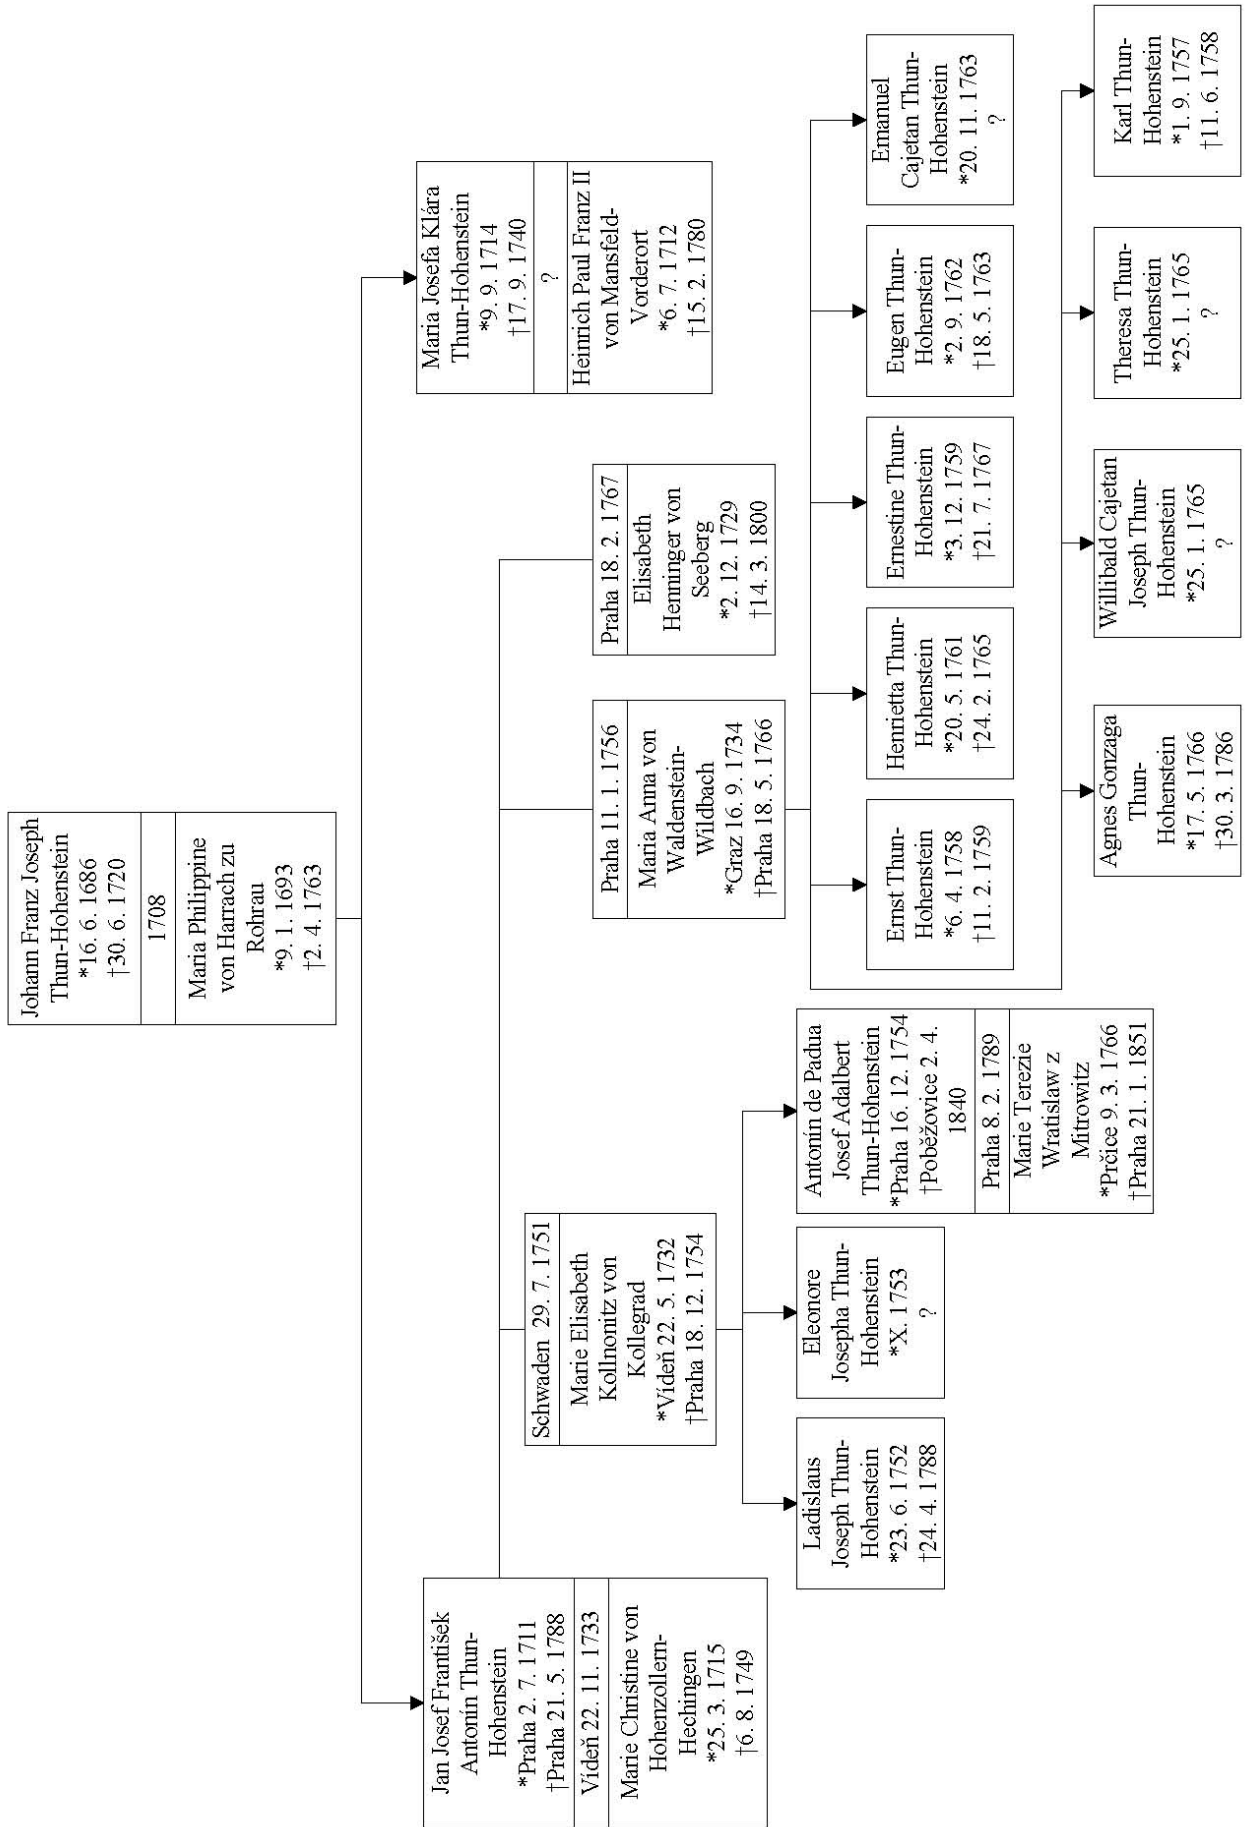 Johann Franz Joseph
Thun-Hohenstein
*16. 6. 1686
†30. 6. 1720
1708
Maria Philippine
von Harrach zu
Rohrau
*9. 1. 1693
†2. 4. 1763
Jan Josef František
Antonín Thun-
Hohenstein
*Praha 2. 7. 1711
†Praha 21. 5. 1788
Vídeň 22. 11. 1733
Marie Christine von
Hohenzollern-
Hechingen
*25. 3. 1715
†6. 8. 1749
Maria Josefa Klára
Thun-Hohenstein
*9. 9. 1714
†17. 9. 1740
?
Heinrich Paul Franz II
von Mansfeld-
Vorderort
*6. 7. 1712
†15. 2. 1780
Schwaden 29. 7. 1751
Marie Elisabeth
Kollnonitz von
Kollegrad
*Vídeň 22. 5. 1732
†Praha 18. 12. 1754
Praha 11. 1. 1756
Maria Anna von
Waldenstein-
Wildbach
*Graz 16. 9. 1734
†Praha 18. 5. 1766
Praha 18. 2. 1767
Elisabeth
Henninger von
Seeberg
*2. 12. 1729
†14. 3. 1800
Ladislaus
Joseph Thun-
Hohenstein
*23. 6. 1752
†24. 4. 1788
Eleonore
Josepha Thun-
Hohenstein
*X. 1753
?
Antonín de Padua
Josef Adalbert
Thun-Hohenstein
*Praha 16. 12. 1754
†Poběžovice 2. 4.
1840
Praha 8. 2. 1789
Marie Terezie
Wratislaw z
Mitrowitz
*Prčice 9. 3. 1766
†Praha 21. 1. 1851
Ernst Thun-
Hohenstein
*6. 4. 1758
†11. 2. 1759
Henrietta Thun-
Hohenstein
*20. 5. 1761
†24. 2. 1765
Ernestine Thun-
Hohenstein
*3. 12. 1759
†21. 7. 1767
Eugen Thun-
Hohenstein
*2. 9. 1762
†18. 5. 1763
Emanuel
Cajetan Thun-
Hohenstein
*20. 11. 1763
?
Agnes Gonzaga
Thun-
Hohenstein
*17. 5. 1766
†30. 3. 1786
Willibald Cajetan
Joseph Thun-
Hohenstein
*25. 1. 1765
?
Theresa Thun-
Hohenstein
*25. 1. 1765
?
Karl Thun-
Hohenstein
*1. 9. 1757
†11. 6. 1758